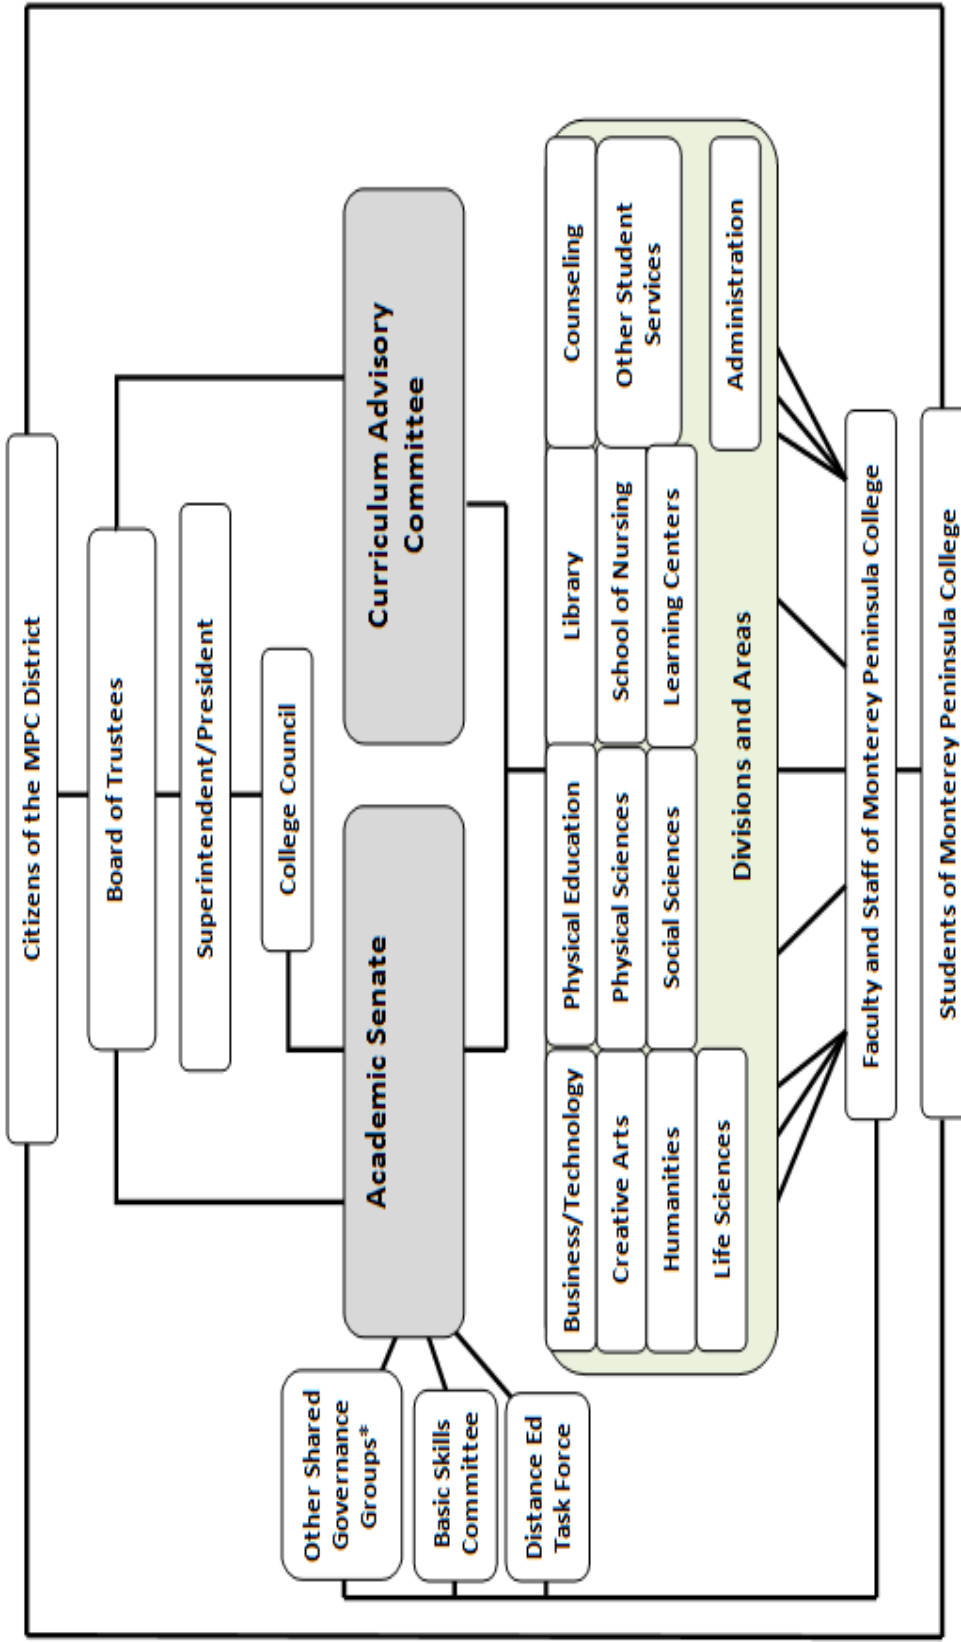 Citizens of the MPC District
Board of Trustees
Superintendent/President
College Council
Academic Senate
Curriculum Advisory
Committee
Other Shared
Governance
Groups*
Basic Skills
Committee
Distance Ed
Task Force
Business/Technology
Physical Education
Library
Counseling
Creative Arts
Physical Sciences
School of Nursing
Other Student
Services
Humanities
Social Sciences
Learning Centers
Life Sciences
Divisions and Areas
Administration
Faculty and Staff of Monterey Peninsula College
Students of Monterey Peninsula College